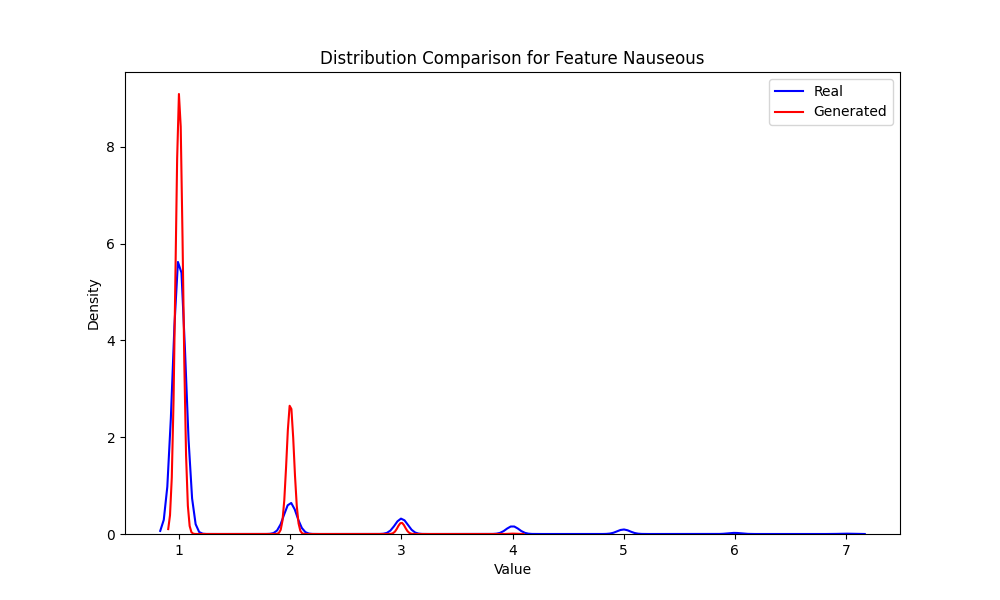 Distribution Comparison for Feature Nauseous
Real
Generated
Density
8
6
4
2
0
1 2 3 4 5 6 7
Value